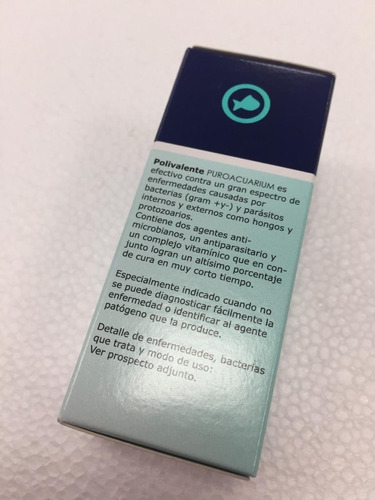 Polivalente PUROACUARIUM es
efectivo contra un gran espectro de
enfermedades causadas por
bacterias (gram +y-) y parásitos
internos y externos como hongos y
protozoarios.
Contiene dos agentes anti-
microbianos, un antiparasitario y
un complejo vitamínico que en con-
junto logran un altísimo porcentaje
de cura en muy corto tiempo.
Especialmente indicado cuando no
se puede diagnosticar fácilmente la
enfermedad o identificar al agente
patógeno que la produce.
Detalle de enfermedades, bacterias
que trata y modo de uso:
Ver prospecto adjunto.